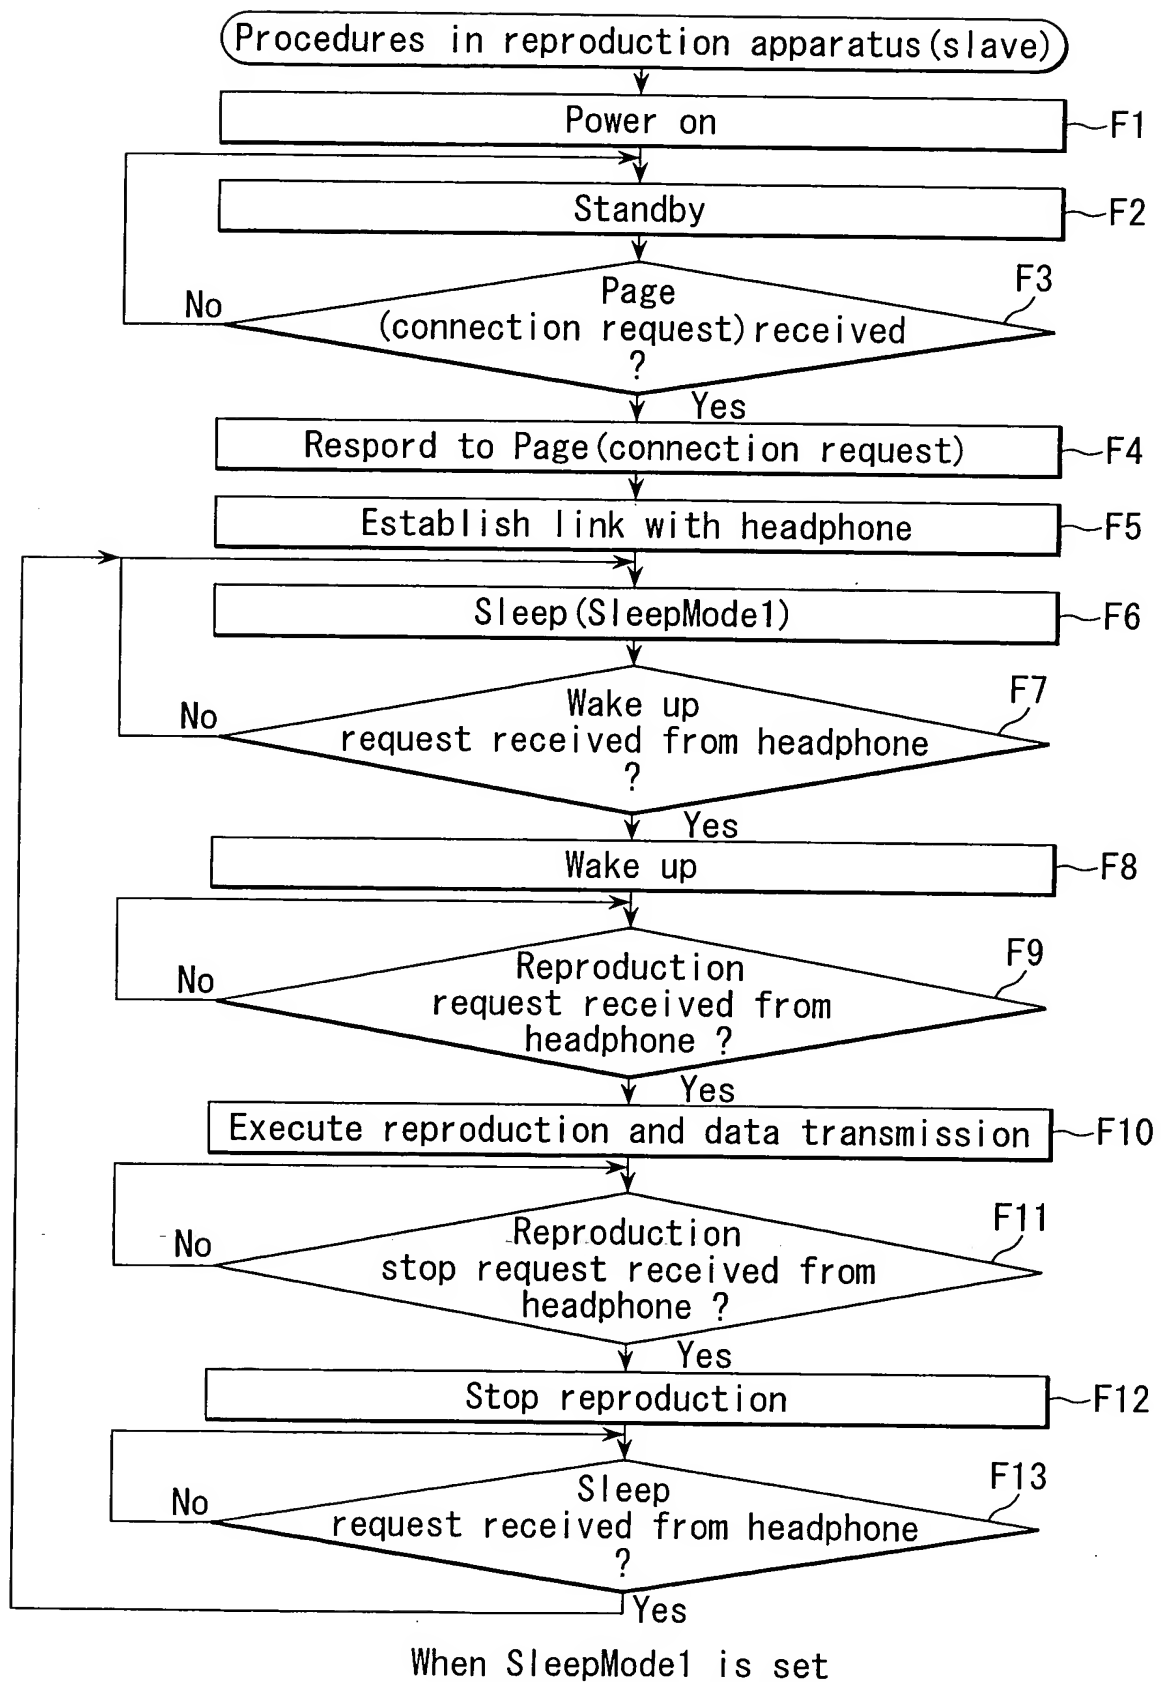 Procedures in reproduction apparatus(slave)
Power on
F1
Standby
F2
F3
Page
(connection request)received
?
No
Yes
Respord to Page(connection request)
F4
Establish link with headphone
F5
Sleep(SleepMode1)
F6
F7
Wake up
request received from headphone
?
No
Yes
Wake up
F8
F9
Reproduction
request received from
headphone ?
No
Yes
Execute reproduction and data transmission
F10
F11
Reproduction
stop request received from
headphone ?
No
Yes
Stop reproduction
F12
F13
Sleep
request received from headphone
?
No
Yes
When SleepMode1 is set